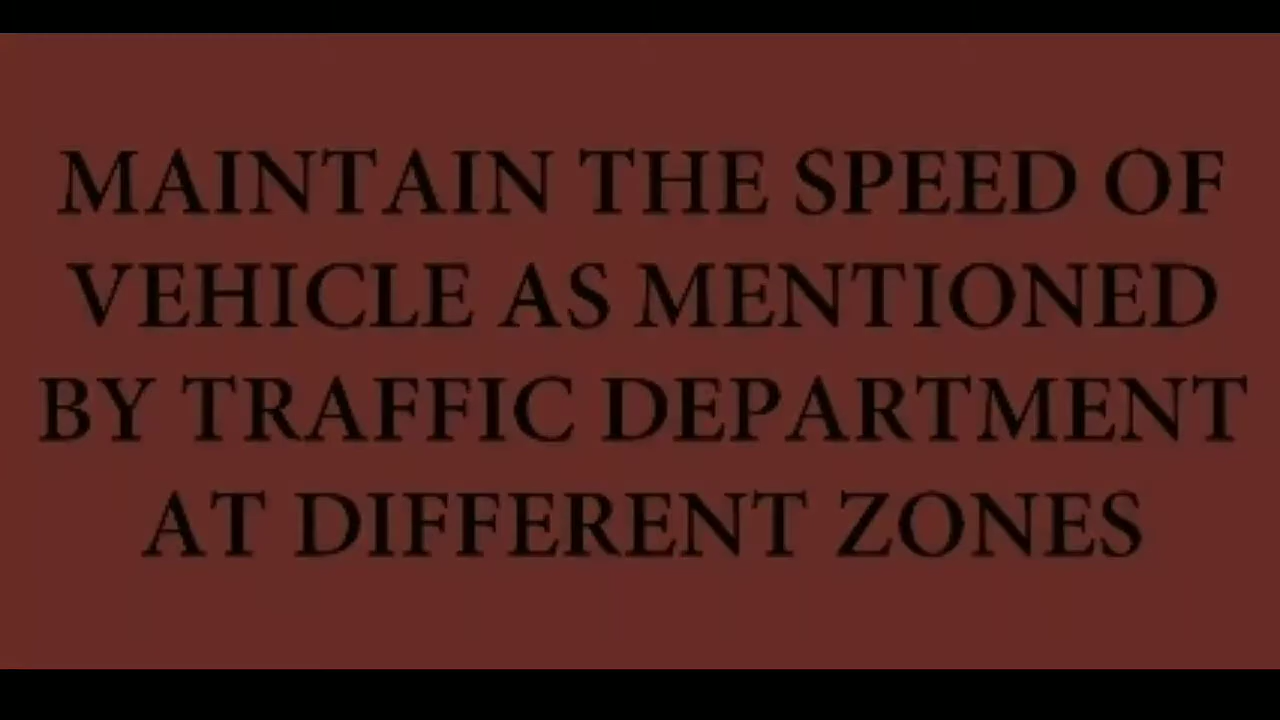 MAINTAIN THE SPEED OF
VEHICLE AS MENTIONED
BY TRAFFIC DEPARTMENT
AT DIFFERENT ZONES